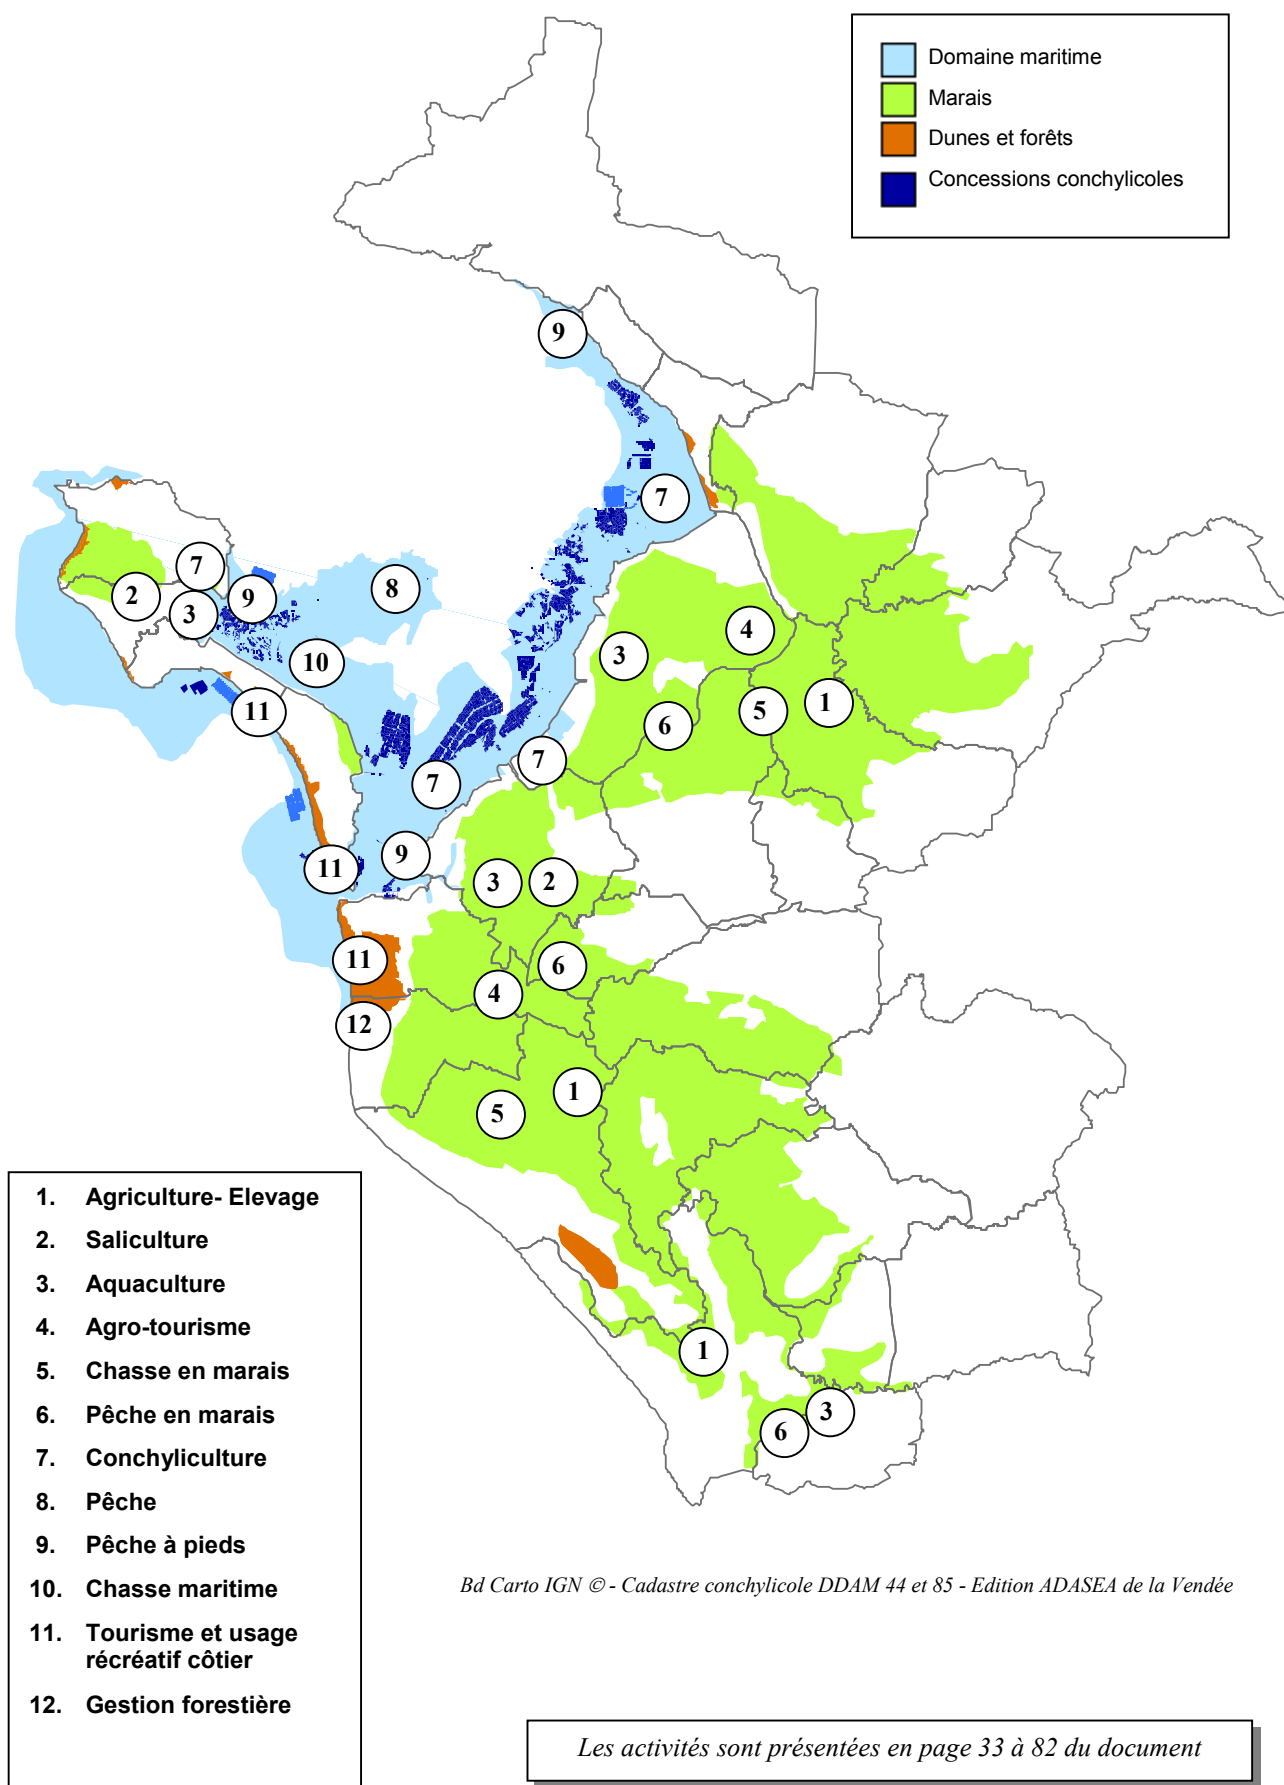 Domaine maritime
Marais
Dunes et forêts
Concessions conchylicoles
9
7
7
8
2
9
3
4
3
10
1
11
5
6
7
7
9
11
3
2
11
6
4
12
1
5
1
3
6
1. Agriculture- Elevage
2. Saliculture
3. Aquaculture
4. Agro-tourisme
5. Chasse en marais
6. Pêche en marais
7. Conchyliculture
8. Pêche
9. Pêche à pieds
10. Chasse maritime
11. Tourisme et usage
récréatif côtier
12. Gestion forestière
Bd Carto IGN © - Cadastre conchylicole DDAM 44 et 85 - Edition ADASEA de la Vendée
Les activités sont présentées en page 33 à 82 du document